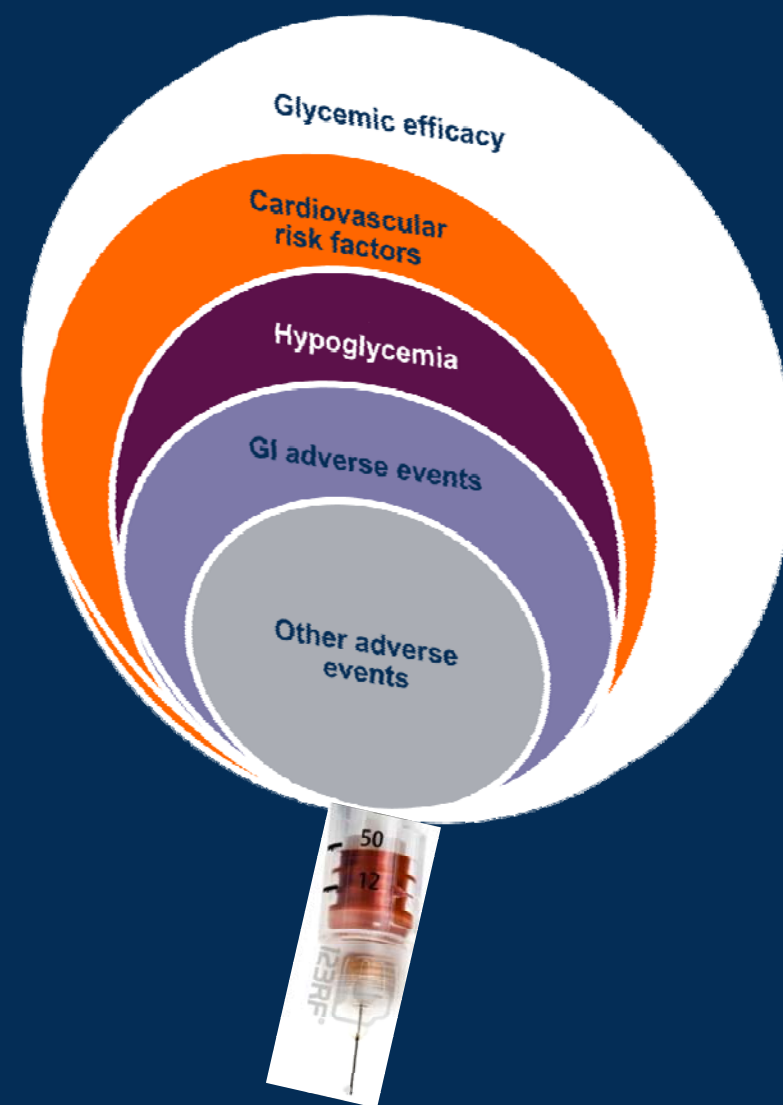 Glycemic efficacy
Cardiovascular
risk factors
Hypoglycemia
GI adverse events
Other adverse
events
50
12
123RF®